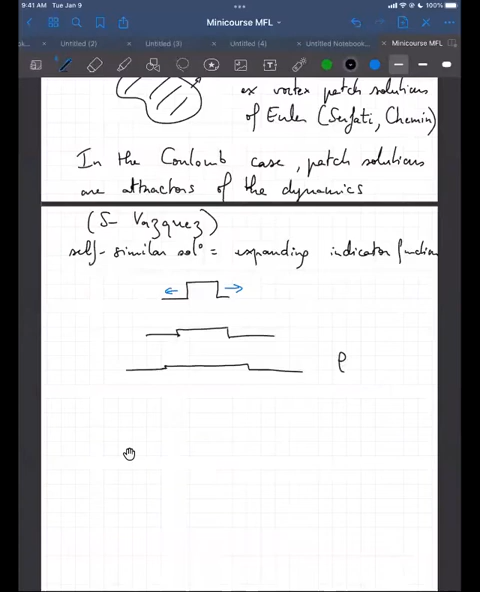 9:41 AM Tue Jan 9
100%
Minicourse MFL
Untitled (2)
Untitled (3)
Untitled (4)
Untitled Notebook...
Minicourse MFL
ex vortex patch solutions
of Euler (Serfati, Chemin)
In the Coulomb case, patch solutions
are attractors of the dynamics
(S- Vazquez)
self-similar sol° = expanding indicator function
ρ